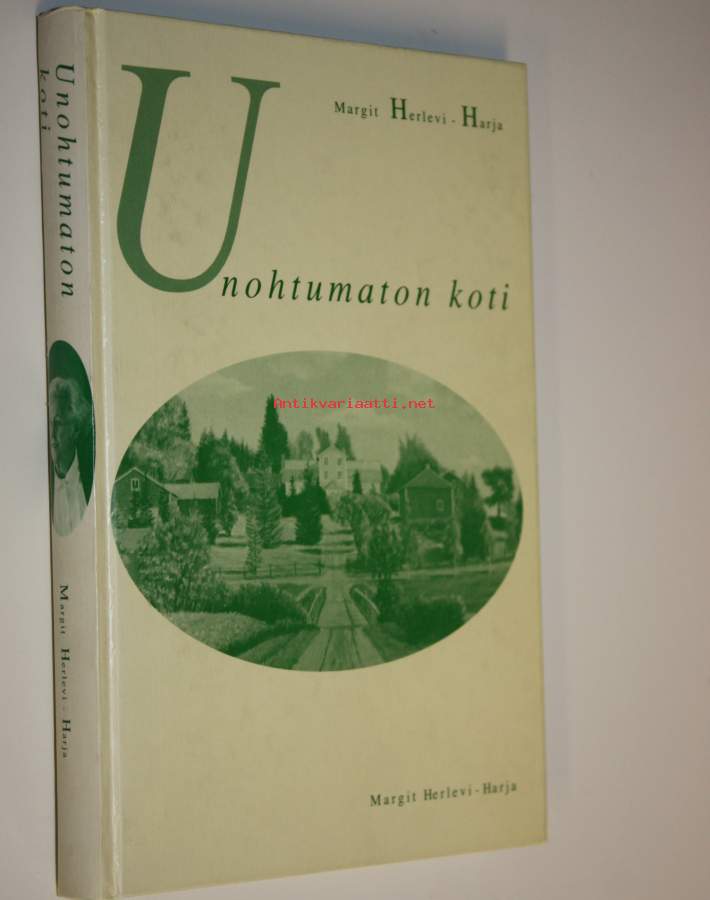 Unohtumaton
koti
Margit Herlevi - Harja
Margit Herlevi - Harja
Unohtumaton koti
Antikvariaatti.net
Margit Herlevi - Harja